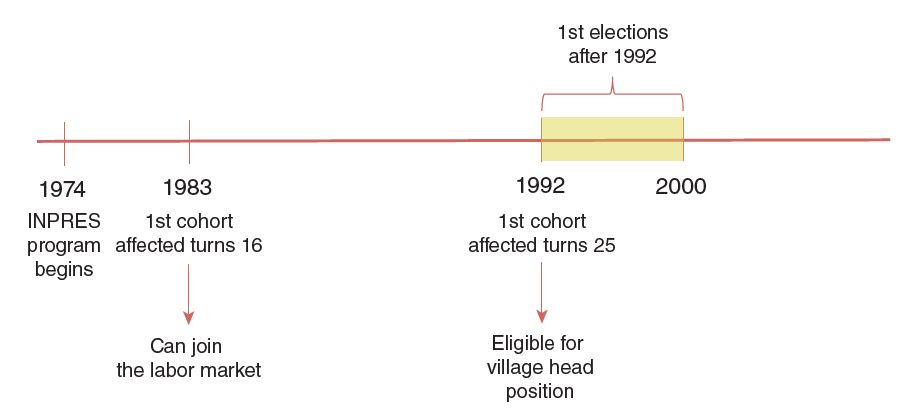 1st elections
after 1992
1974
1983
1992
2000
INPRES
program
begins
1st cohort
affected turns 16
1st cohort
affected turns 25
Can join
the labor market
Eligible for
village head
position